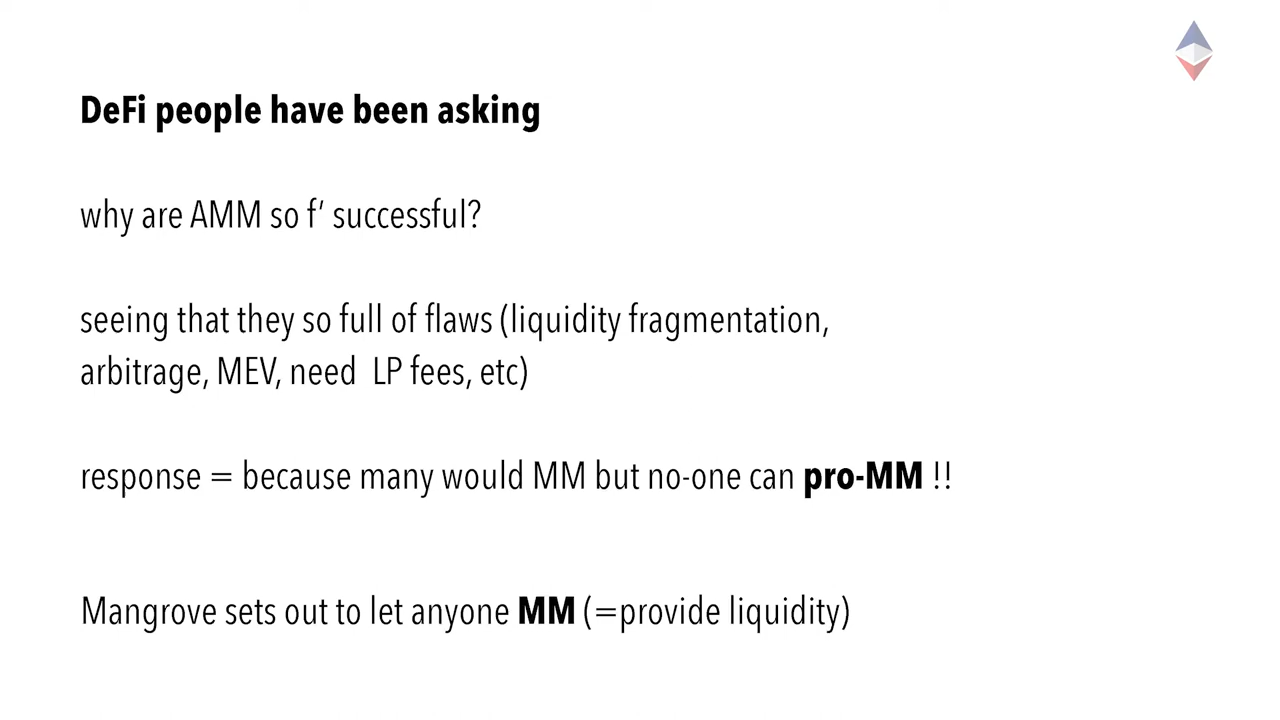 DeFi people have been asking
why are AMM so f’ successful?
seeing that they so full of flaws (liquidity fragmentation,
arbitrage, MEV, need  LP fees, etc)
response = because many would MM but no-one can pro-MM !!
Mangrove sets out to let anyone MM (=provide liquidity)